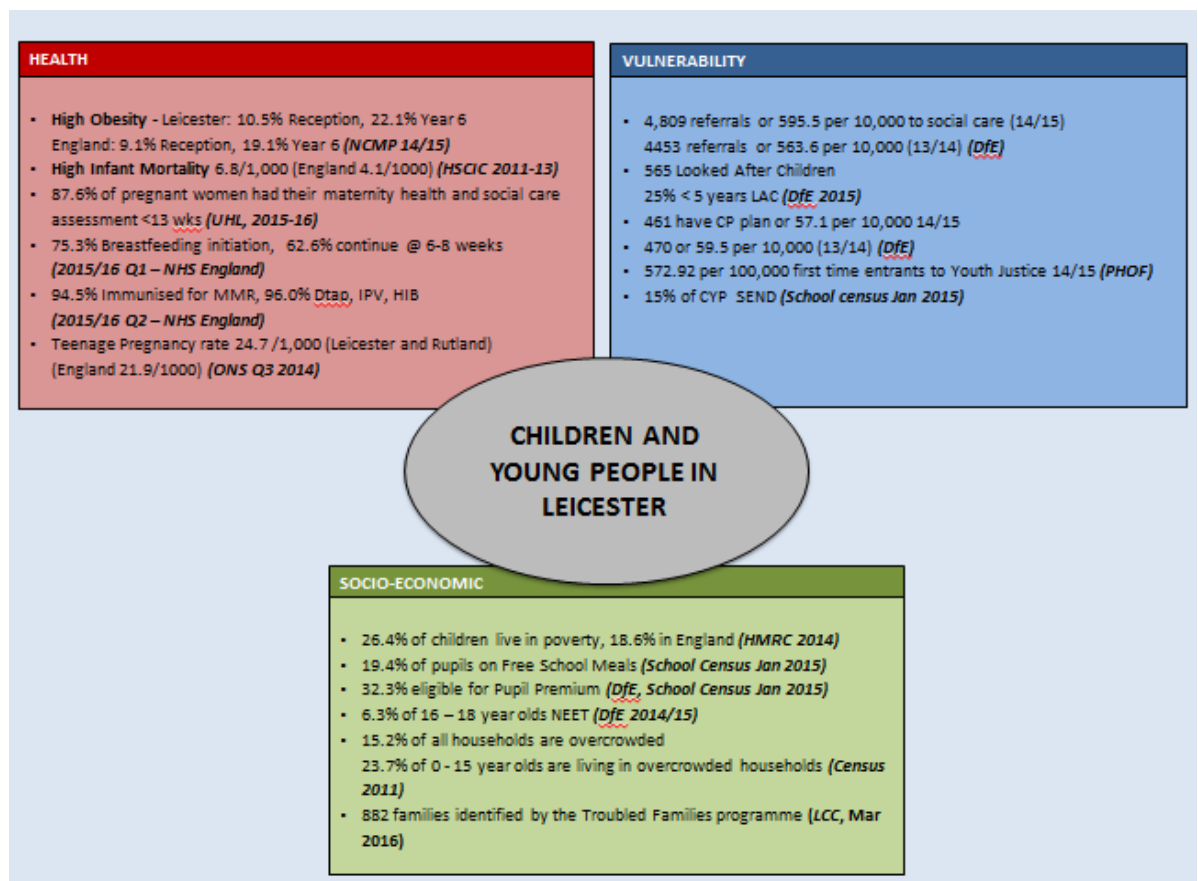 HEALTH
• High Obesity - Leicester: 10.5% Reception, 22.1% Year 6
England: 9.1% Reception, 19.1% Year 6 (NCMP 14/15)
• High Infant Mortality 6.8/1,000 (England 4.1/1000) (HSCIC 2011-13)
• 87.6% of pregnant women had their maternity health and social care
assessment <13 wks (UHL, 2015-16)
• 75.3% Breastfeeding initiation, 62.6% continue @ 6-8 weeks
(2015/16 Q1 – NHS England)
• 94.5% Immunised for MMR, 96.0% Dtap, IPV, HIB
(2015/16 Q2 – NHS England)
• Teenage Pregnancy rate 24.7 /1,000 (Leicester and Rutland)
(England 21.9/1000) (ONS Q3 2014)
VULNERABILITY
• 4,809 referrals or 595.5 per 10,000 to social care (14/15)
4453 referrals or 563.6 per 10,000 (13/14) (DfE)
• 565 Looked After Children
25% < 5 years LAC (DfE 2015)
• 461 have CP plan or 57.1 per 10,000 14/15
• 470 or 59.5 per 10,000 (13/14) (DfE)
• 572.92 per 100,000 first time entrants to Youth Justice 14/15 (PHOF)
• 15% of CYP SEND (School census Jan 2015)
CHILDREN AND
YOUNG PEOPLE IN
LEICESTER
SOCIO-ECONOMIC
• 26.4% of children live in poverty, 18.6% in England (HMRC 2014)
• 19.4% of pupils on Free School Meals (School Census Jan 2015)
• 32.3% eligible for Pupil Premium (DfE, School Census Jan 2015)
• 6.3% of 16 – 18 year olds NEET (DfE 2014/15)
• 15.2% of all households are overcrowded
23.7% of 0 - 15 year olds are living in overcrowded households (Census
2011)
• 882 families identified by the Troubled Families programme (LCC, Mar
2016)